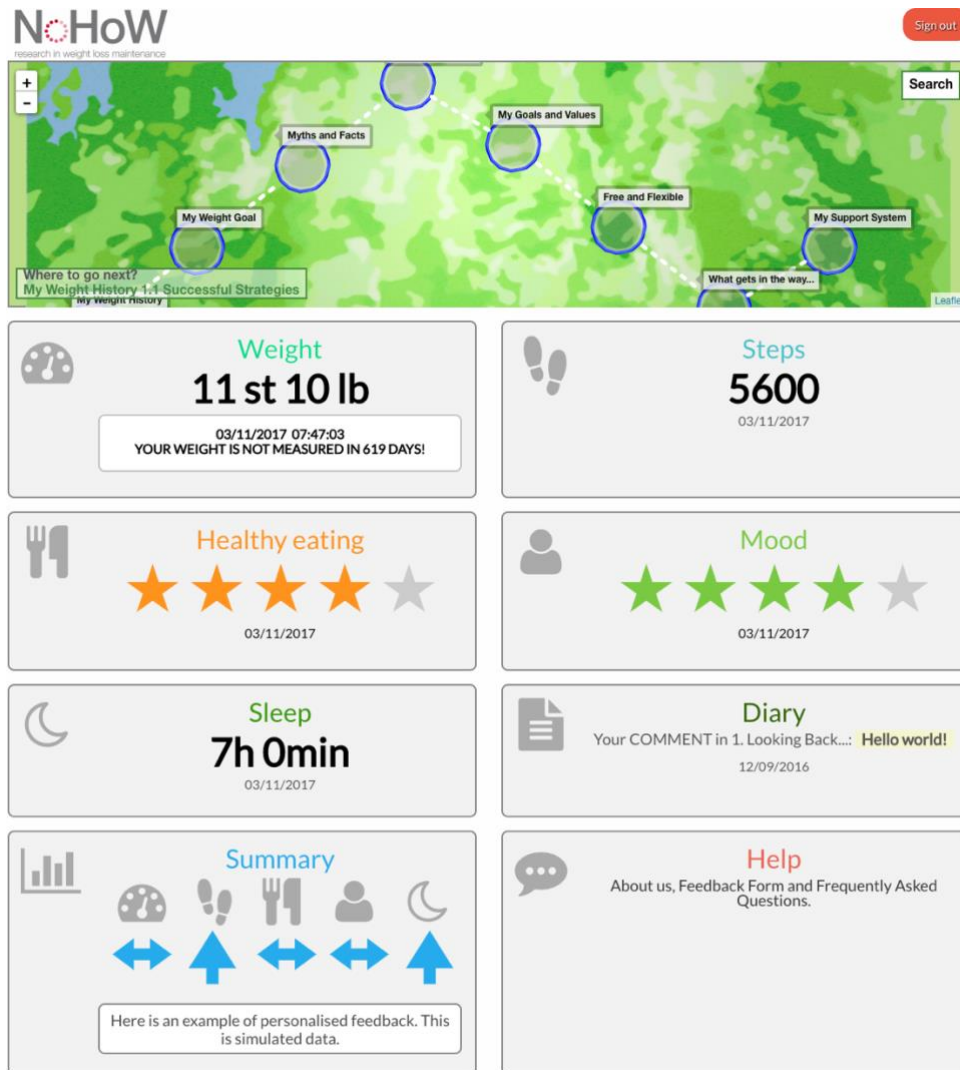 NoHoW
research in weight loss maintenance
Sign out
+
-
Search
My Goals and Values
Myths and Facts
Free and Flexible
My Weight Goal
My Support System
Where to go next?
My Weight History 1.1 Successful Strategies
What gets in the way...
My Weight History
Leafle
Weight
11 st 10 lb
03/11/2017 07:47:03
YOUR WEIGHT IS NOT MEASURED IN 619 DAYS!
Steps
5600
03/11/2017
Healthy eating
03/11/2017
Mood
03/11/2017
Sleep
7h 0min
03/11/2017
Diary
Your COMMENT in 1. Looking Back...: Hello world!
12/09/2016
Summary
Here is an example of personalised feedback. This
is simulated data.
Help
About us, Feedback Form and Frequently Asked
Questions.